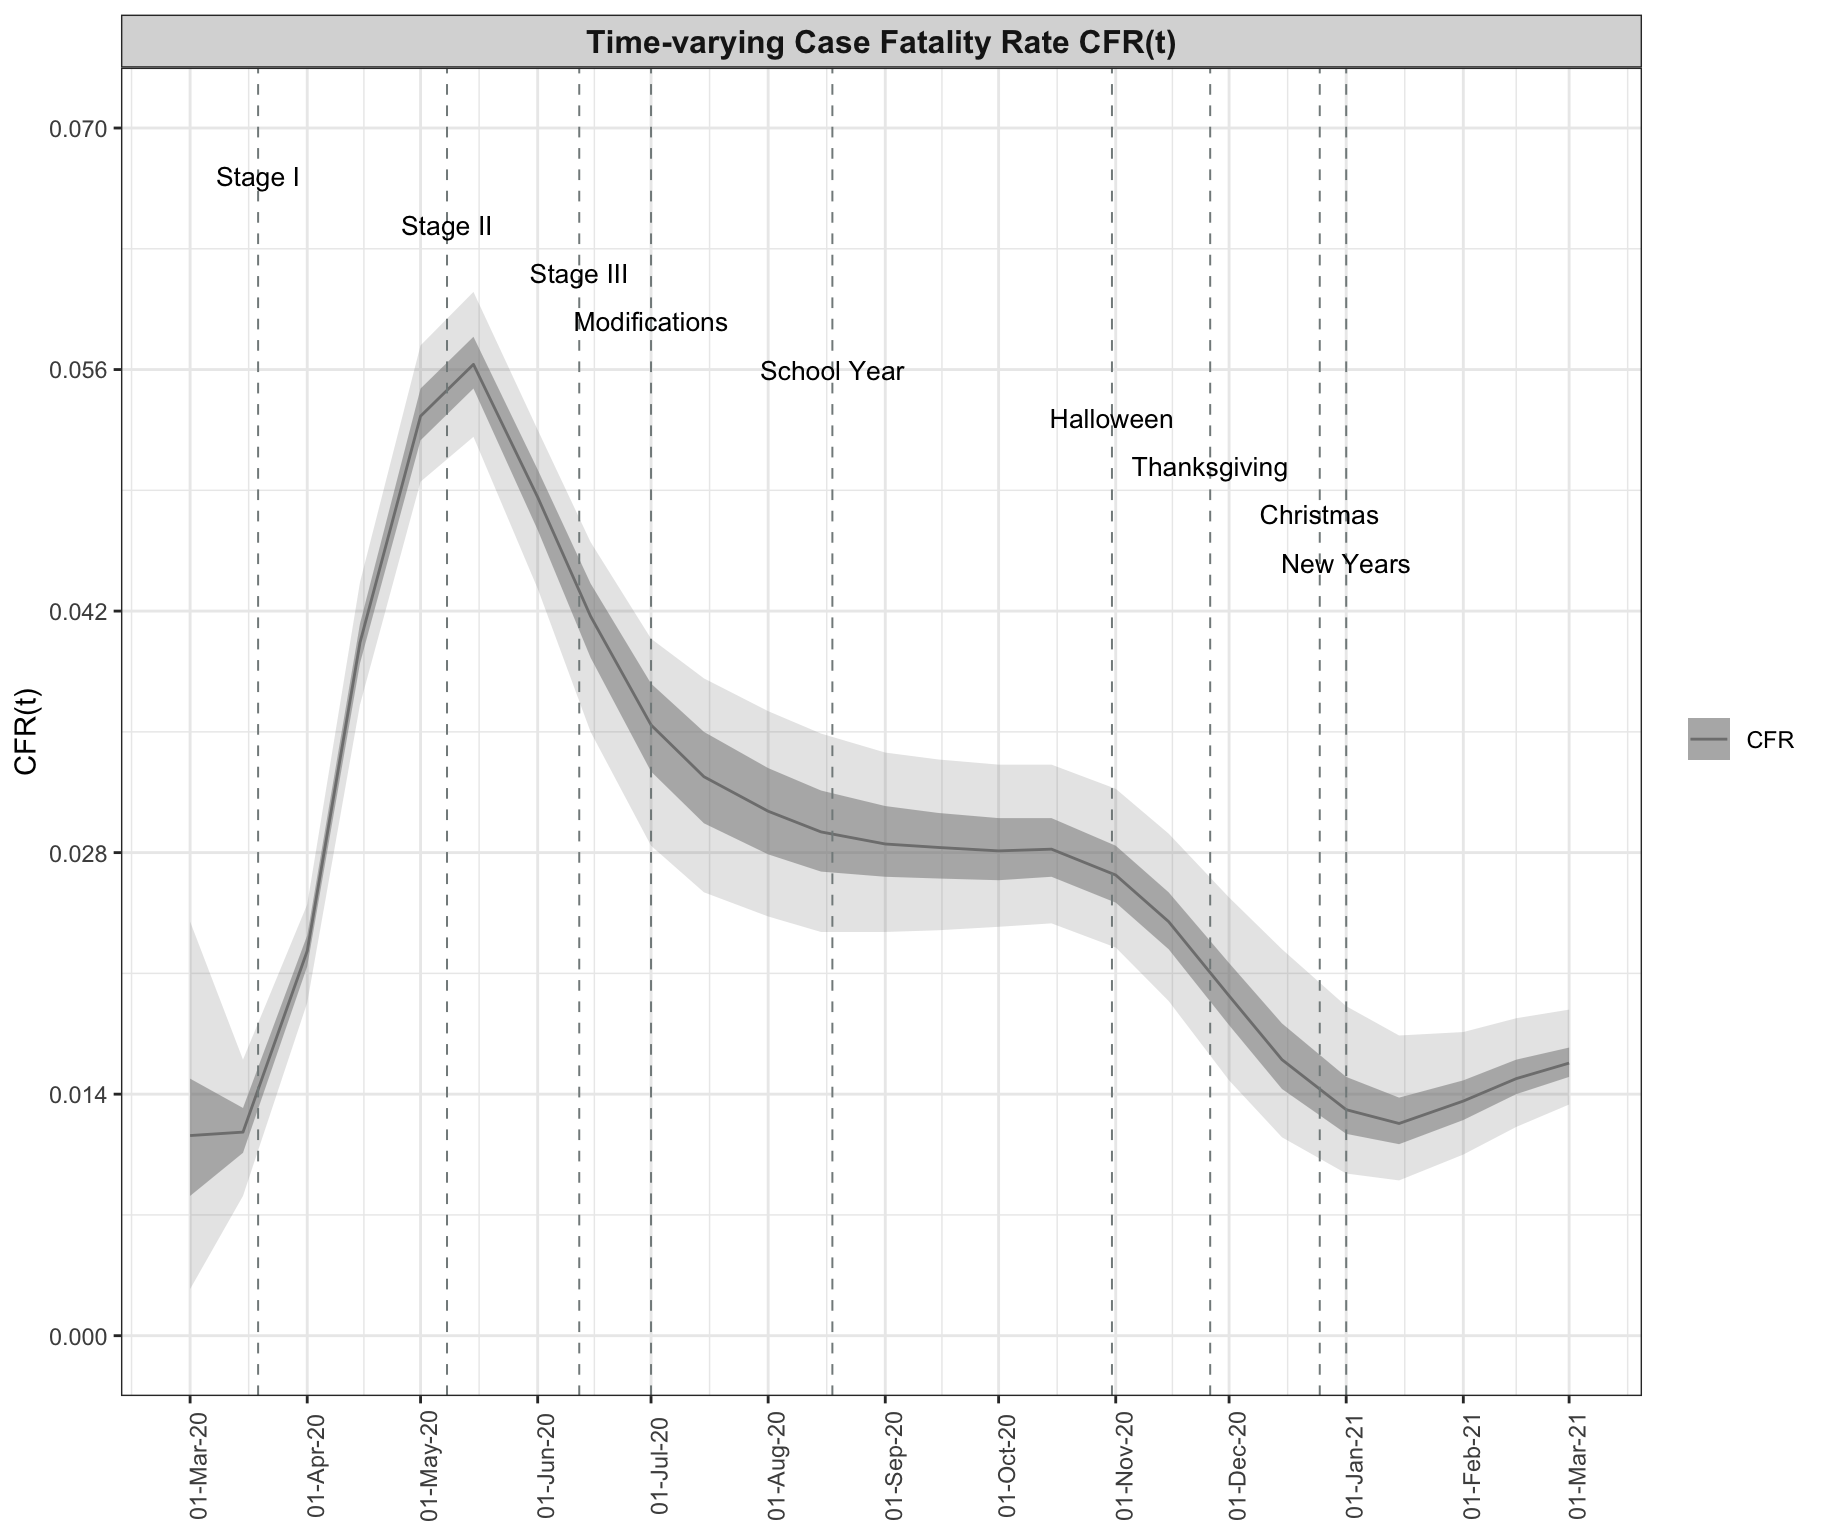 Time-varying Case Fatality Rate CFR(t)
0.070
Stage I
Stage II
Stage III
Modifications
0.056
School Year
Halloween
Thanksgiving
Christmas
New Years
0.042
CFR(t)
CFR
0.028
0.014
0.000
01-Mar-20
01-Apr-20
01-May-20
01-Jun-20
01-Jul-20
01-Aug-20
01-Sep-20
01-Oct-20
01-Nov-20
01-Dec-20
01-Jan-21
01-Feb-21
01-Mar-21